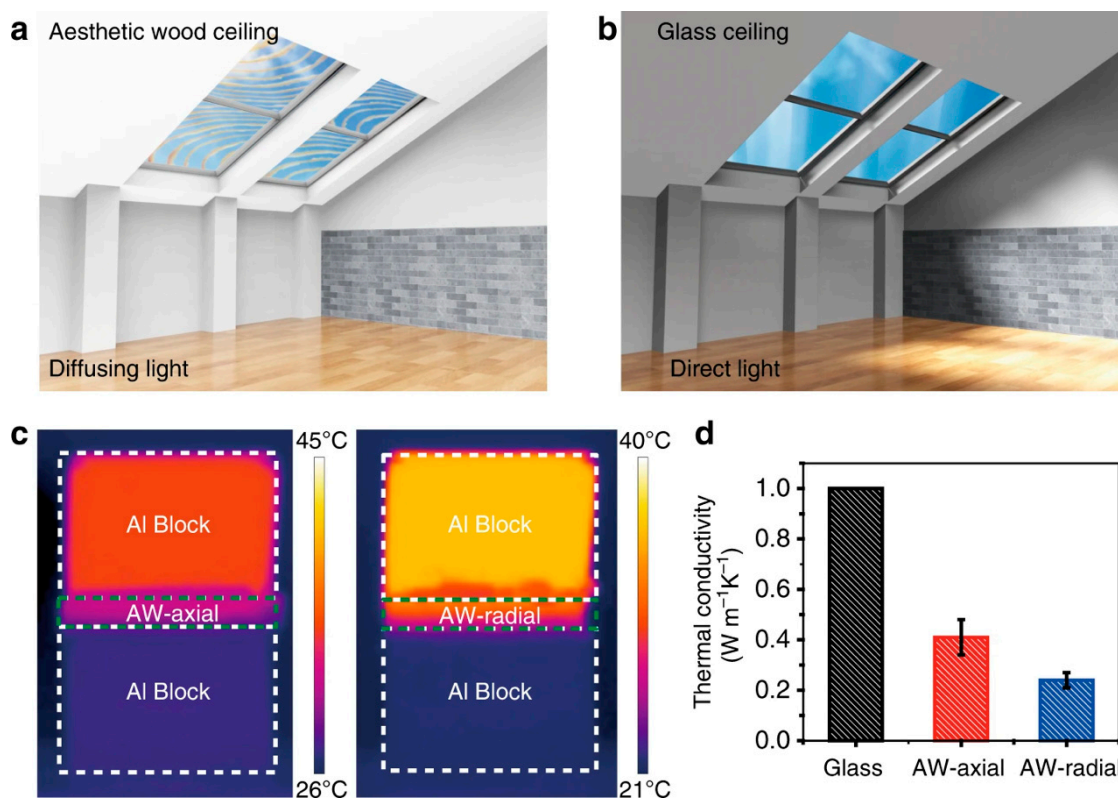 a
Aesthetic wood ceiling
Diffusing light
b
Glass ceiling
Direct light
c
45°C
Al Block
AW-axial
Al Block
26°C
40°C
Al Block
AW-radial
Al Block
21°C
d
Thermal conductivity
(W m⁻¹K⁻¹)
1.0
0.8
0.6
0.4
0.2
0.0
Glass
AW-axial
AW-radial